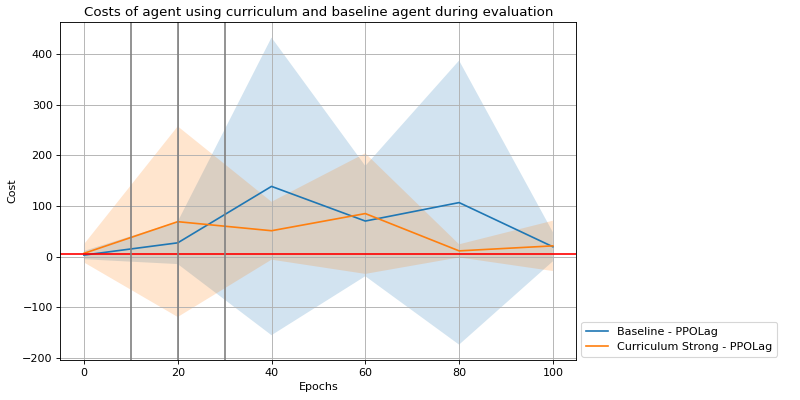 Costs of agent using curriculum and baseline agent during evaluation
400
300
200
100
0
−100
−200
Cost
0 20 40 60 80 100
Epochs
Baseline - PPOLag
Curriculum Strong - PPOLag